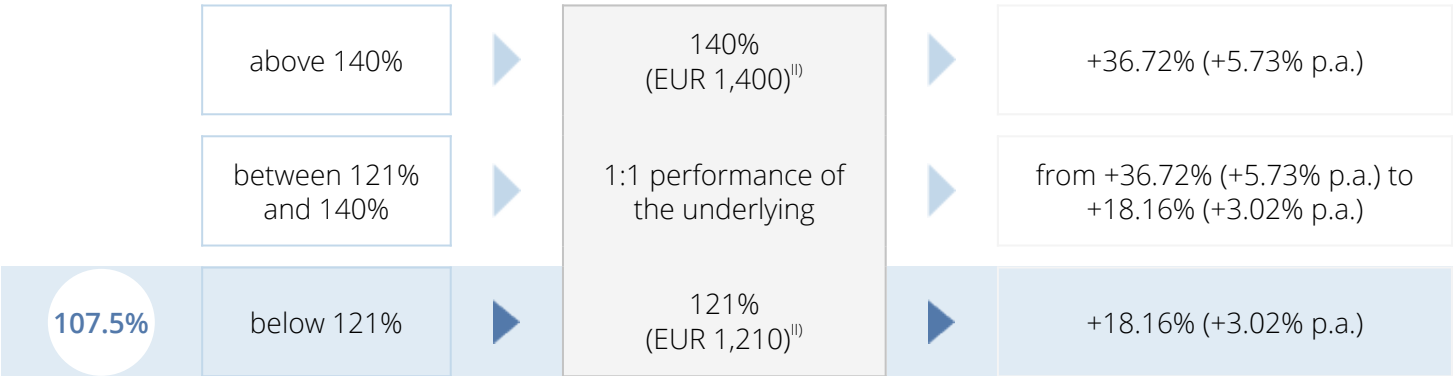 above 140%
140%
(EUR 1,400)II)
+36.72% (+5.73% p.a.)
between 121%
and 140%
1:1 performance of
the underlying
from +36.72% (+5.73% p.a.) to
+18.16% (+3.02% p.a.)
107.5%
below 121%
121%
(EUR 1,210)II)
+18.16% (+3.02% p.a.)